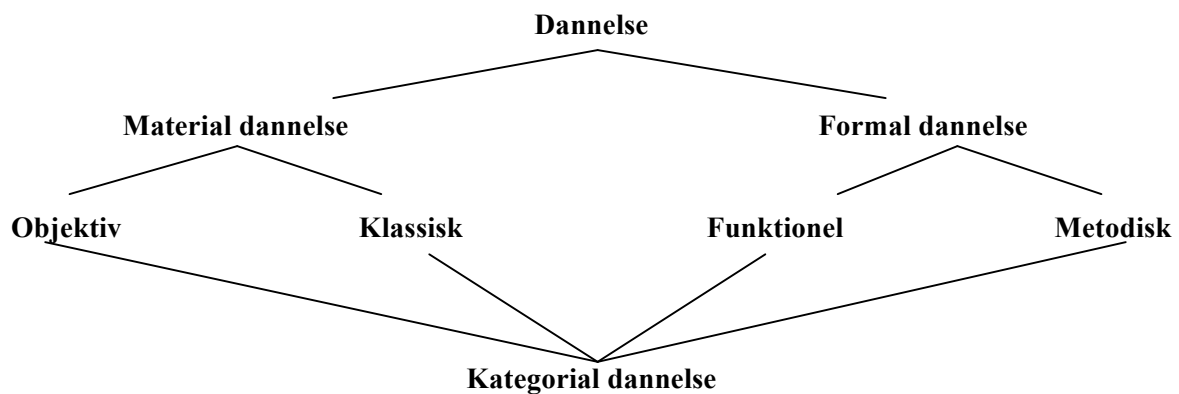 Dannelse
Material dannelse Formal dannelse
Objektiv Klassisk Funktionel Metodisk
Kategorial dannelse